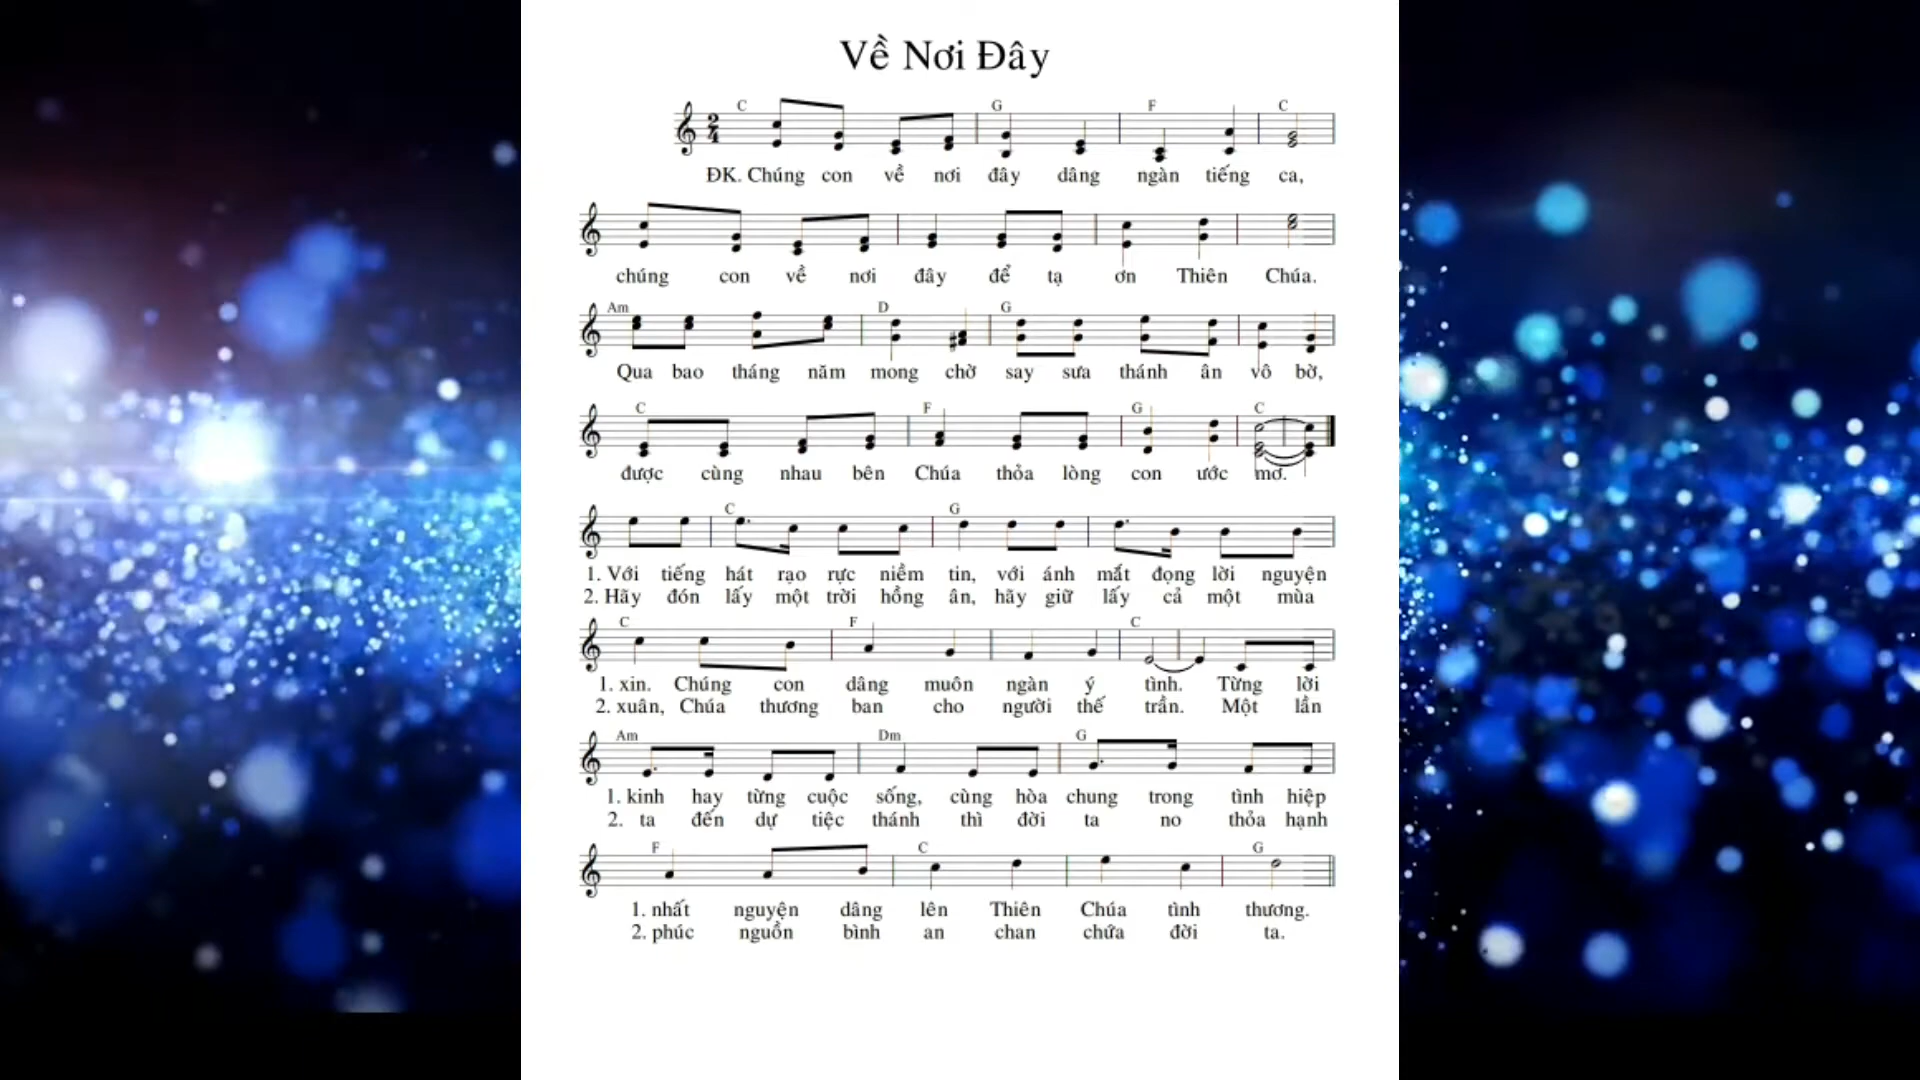 Về Nơi Đây
C G F C
2
4
ĐK. Chúng con về nơi đây dâng ngàn tiếng ca,
chúng con về nơi đây để tạ ơn Thiên Chúa.
Am D G
Qua bao tháng năm mong chờ say sưa thánh ân vô bờ,
C F G C
được cùng nhau bên Chúa thỏa lòng con ước mơ.
C G
1. Với tiếng hát rạo rực niềm tin, với ánh mắt đọng lời nguyện
2. Hãy đón lấy một trời hồng ân, hãy giữ lấy cả một mùa
C F C
1. xin. Chúng con dâng muôn ngàn ý tình. Từng lời
2. xuân, Chúa thương ban cho người thế trần. Một lần
Am Dm G
1. kinh hay từng cuộc sống, cùng hòa chung trong tình hiệp
2. ta đến dự tiệc thánh thì đời ta no thỏa hạnh
F C G
1. nhất nguyện dâng lên Thiên Chúa tình thương.
2. phúc nguồn bình an chan chứa đời ta.